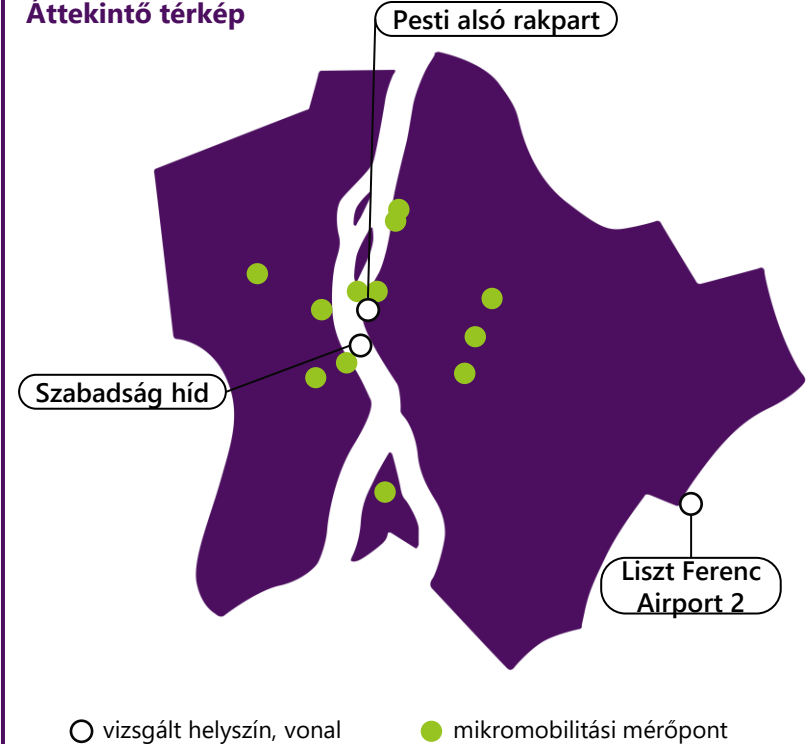 Áttekintő térkép
Pesti alsó rakpart
Szabadság híd
Liszt Ferenc
Airport 2
vizsgált helyszín, vonal
mikromobilitási mérőpont